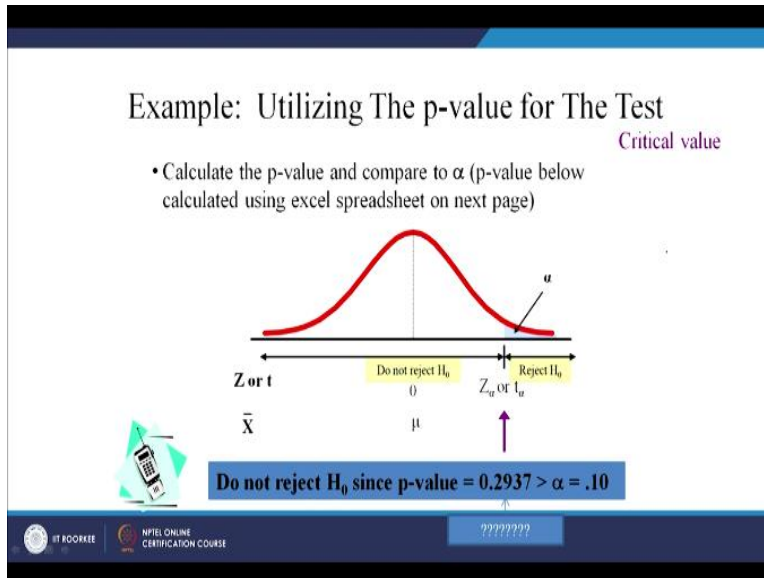 Example: Utilizing The p-value for The Test
Critical value
• Calculate the p-value and compare to α (p-value below
calculated using excel spreadsheet on next page)
α
Do not reject H₀
Reject H₀
Z or t
0
Zα or tα
X̄
μ
Do not reject H₀ since p-value = 0.2937 > α = .10
????????
IIT ROORKEE
NPTEL ONLINE
CERTIFICATION COURSE